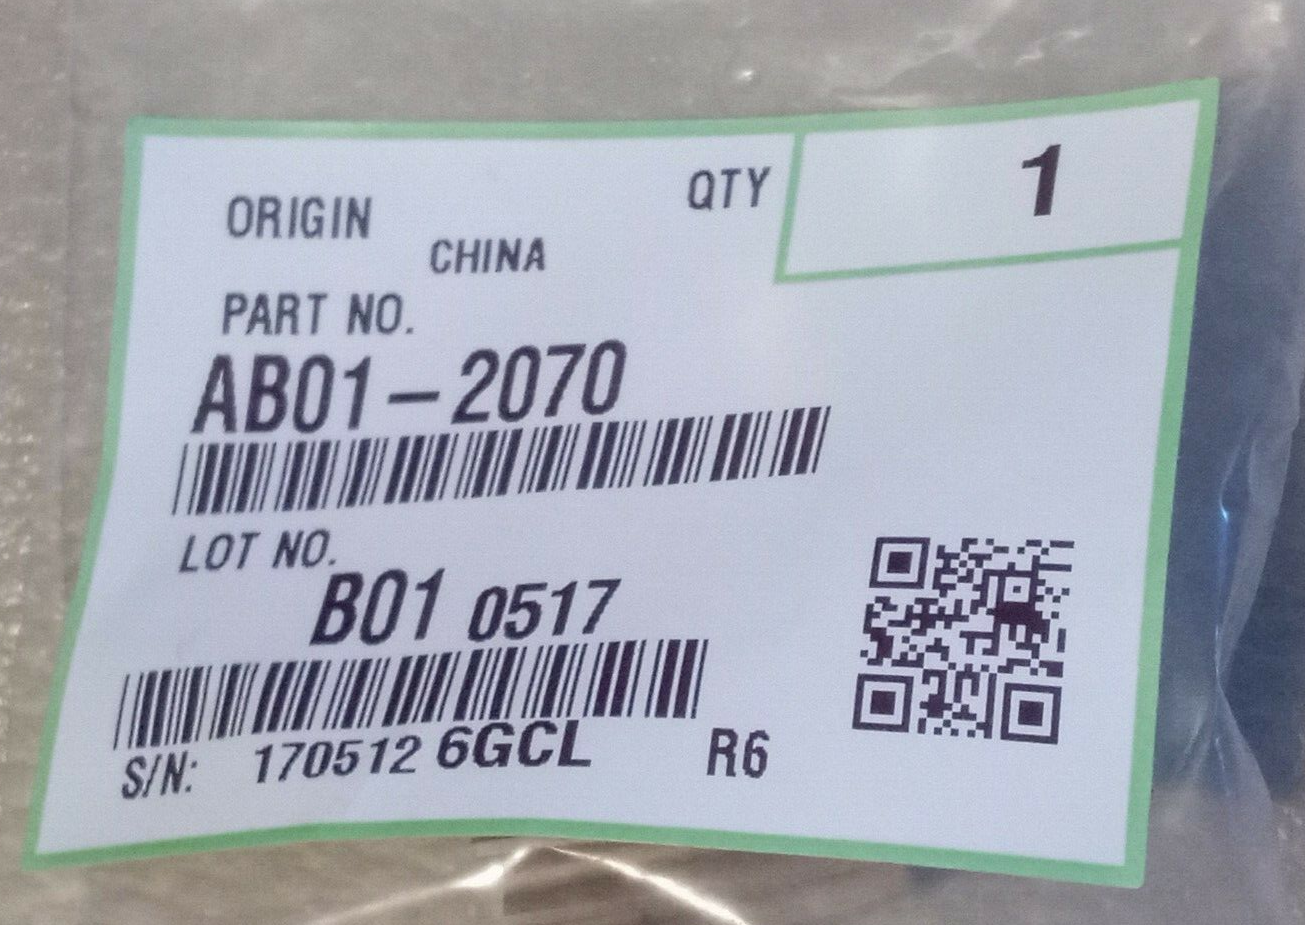 QTY 1
ORIGIN
CHINA
PART NO.
AB01-2070
LOT NO.
B01 0517
S/N: 170512 6GCL R6